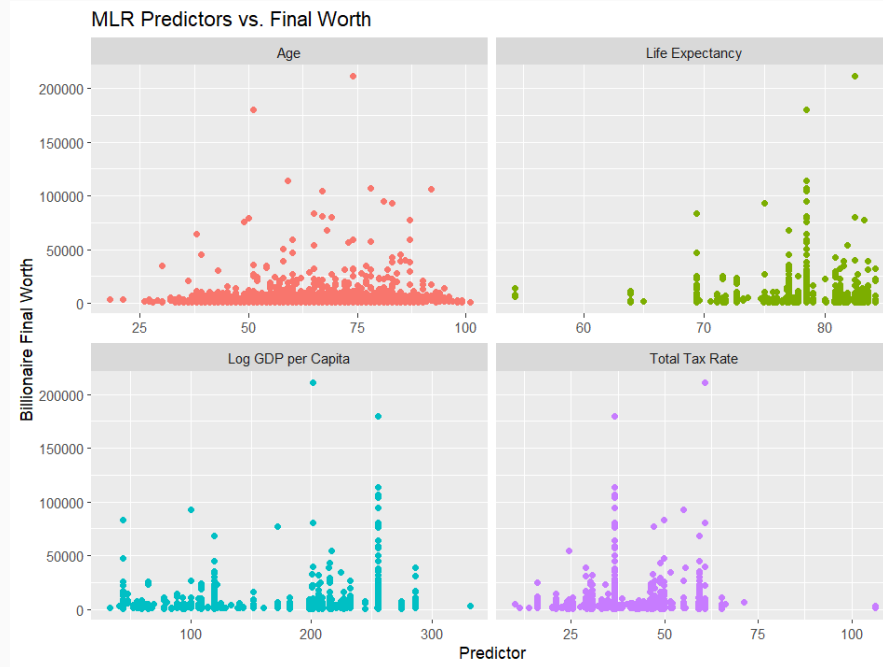 MLR Predictors vs. Final Worth
Age
Life Expectancy
200000
150000
100000
50000
0
25 50 75 100
60 70 80
Log GDP per Capita
Total Tax Rate
200000
150000
100000
50000
0
100 200 300
25 50 75 100
Billionaire Final Worth
Predictor